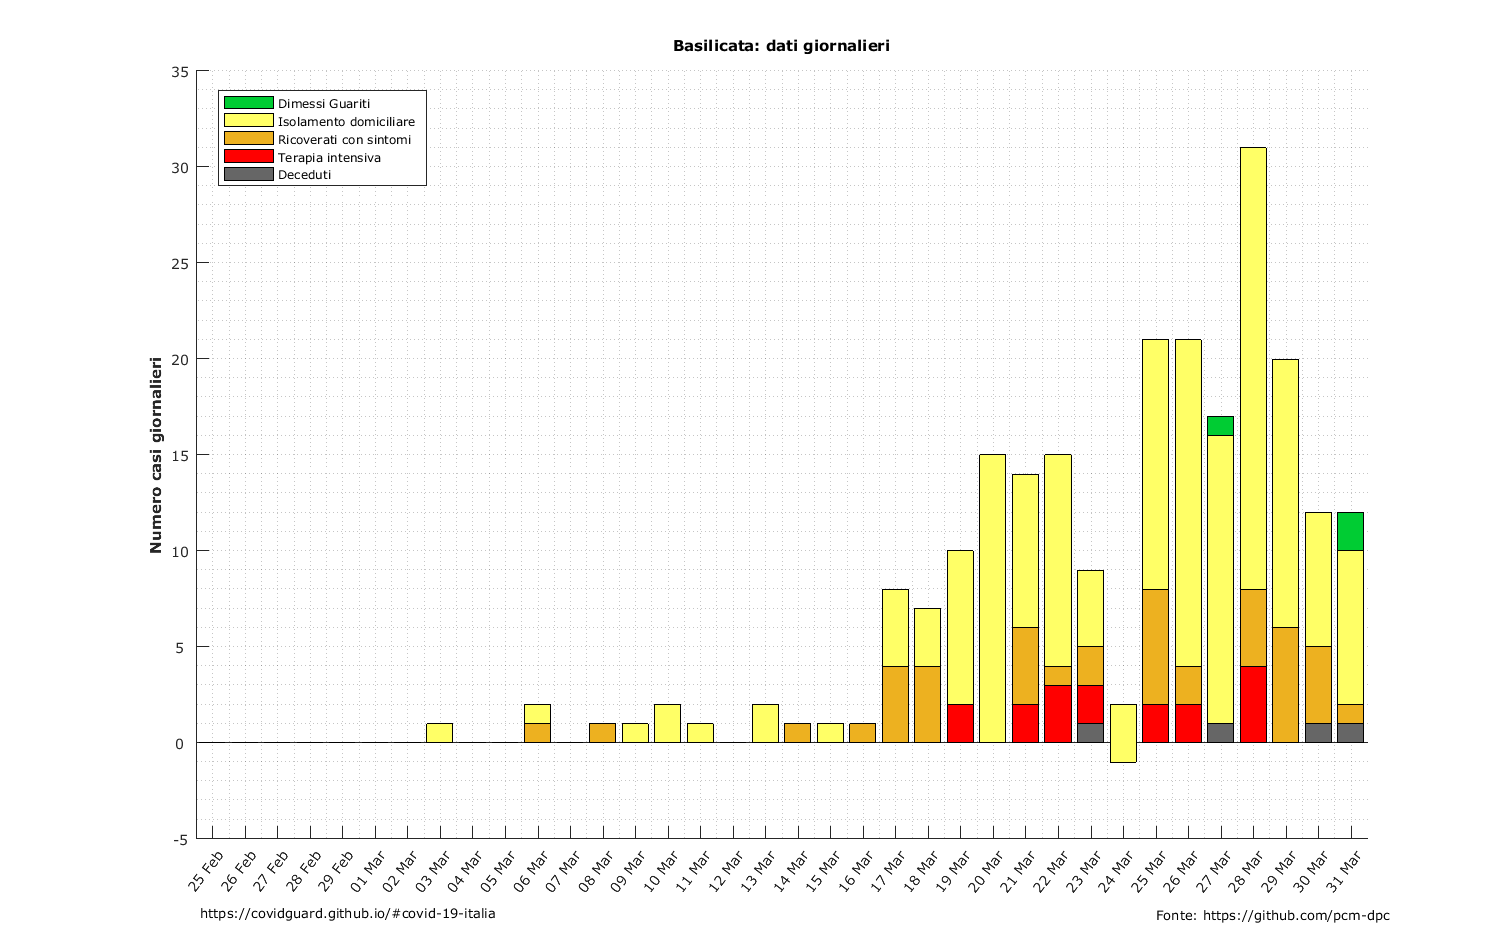 Basilicata: dati giornalieri
35
30
25
20
15
10
5
0
-5
Numero casi giornalieri
Dimessi Guariti
Isolamento domiciliare
Ricoverati con sintomi
Terapia intensiva
Deceduti
25 Feb
26 Feb
27 Feb
28 Feb
29 Feb
01 Mar
02 Mar
03 Mar
04 Mar
05 Mar
06 Mar
07 Mar
08 Mar
09 Mar
10 Mar
11 Mar
12 Mar
13 Mar
14 Mar
15 Mar
16 Mar
17 Mar
18 Mar
19 Mar
20 Mar
21 Mar
22 Mar
23 Mar
24 Mar
25 Mar
26 Mar
27 Mar
28 Mar
29 Mar
30 Mar
31 Mar
https://covidguard.github.io/#covid-19-italia
Fonte: https://github.com/pcm-dpc